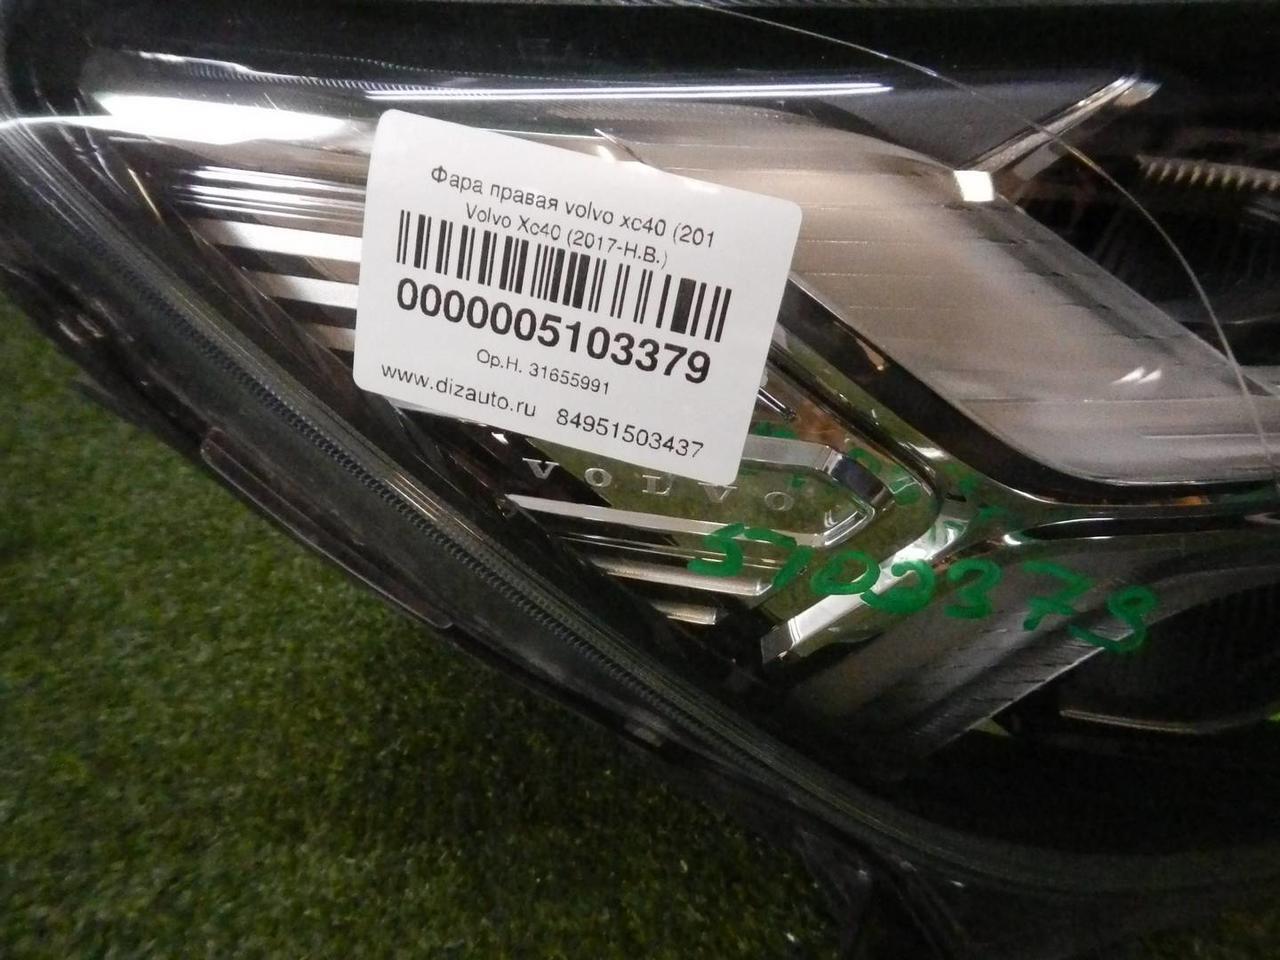 Фара правая volvo xc40 (201
Volvo Xc40 (2017-Н.В.)
0000005103379
Ор.Н. 31655991
www.dizauto.ru 84951503437
VOLVO
5103379